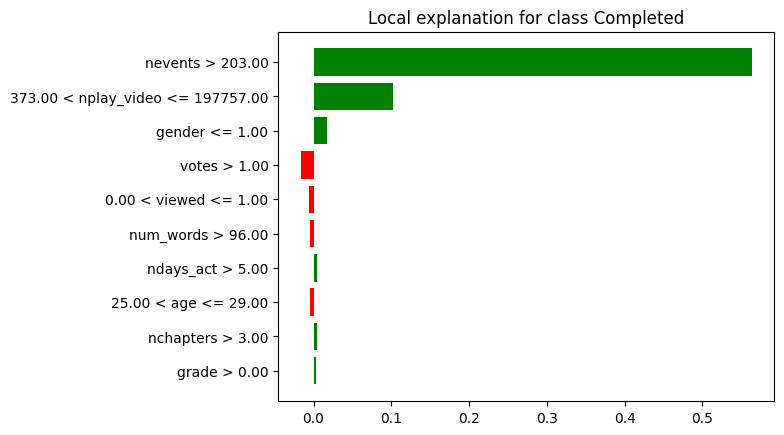 Local explanation for class Completed
nevents > 203.00
373.00 < nplay_video <= 197757.00
gender <= 1.00
votes > 1.00
0.00 < viewed <= 1.00
num_words > 96.00
ndays_act > 5.00
25.00 < age <= 29.00
nchapters > 3.00
grade > 0.00
0.0 0.1 0.2 0.3 0.4 0.5